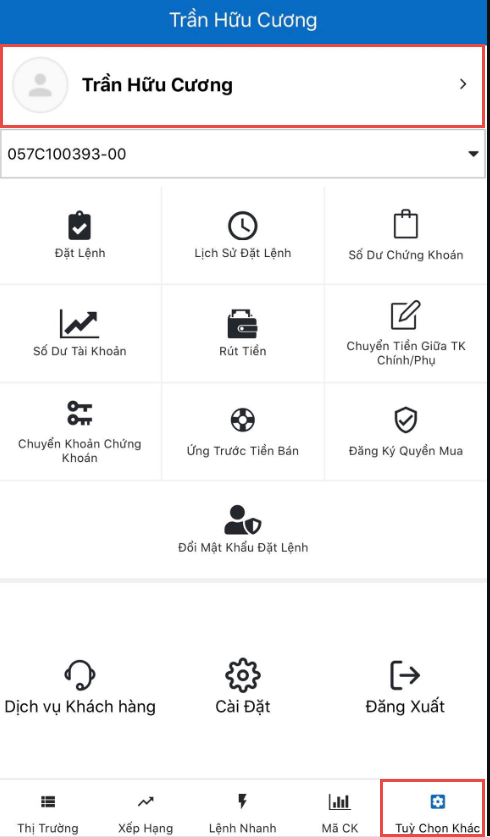 Trần Hữu Cương
Trần Hữu Cương
057C100393-00
Đặt Lệnh
Lịch Sử Đặt Lệnh
Số Dư Chứng Khoán
Số Dư Tài Khoản
Rút Tiền
Chuyển Tiền Giữa TK
Chính/Phụ
Chuyển Khoản Chứng
Khoán
Ứng Trước Tiền Bán
Đăng Ký Quyền Mua
Đổi Mật Khẩu Đặt Lệnh
Dịch vụ Khách hàng
Cài Đặt
Đăng Xuất
Thị Trường
Xếp Hạng
Lệnh Nhanh
Mã CK
Tuỳ Chọn Khác